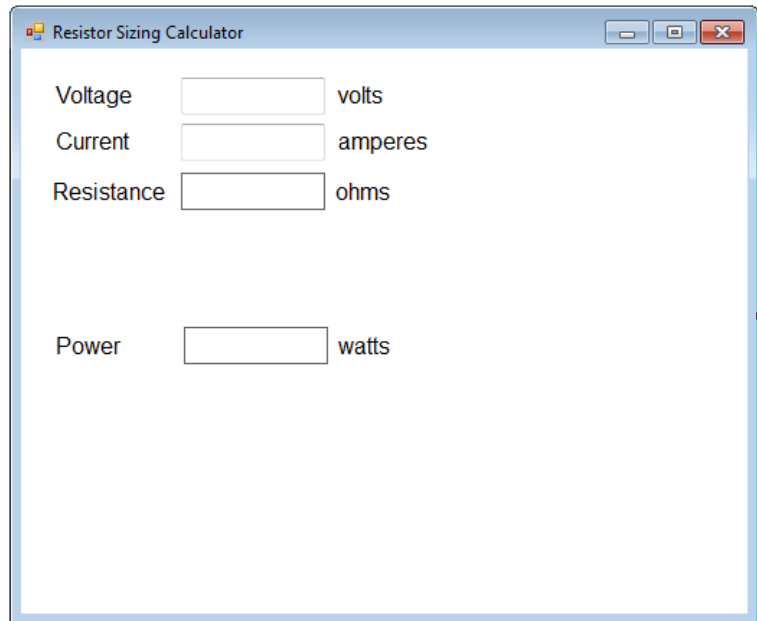 Resistor Sizing Calculator
Voltage volts
Current amperes
Resistance ohms
Power watts